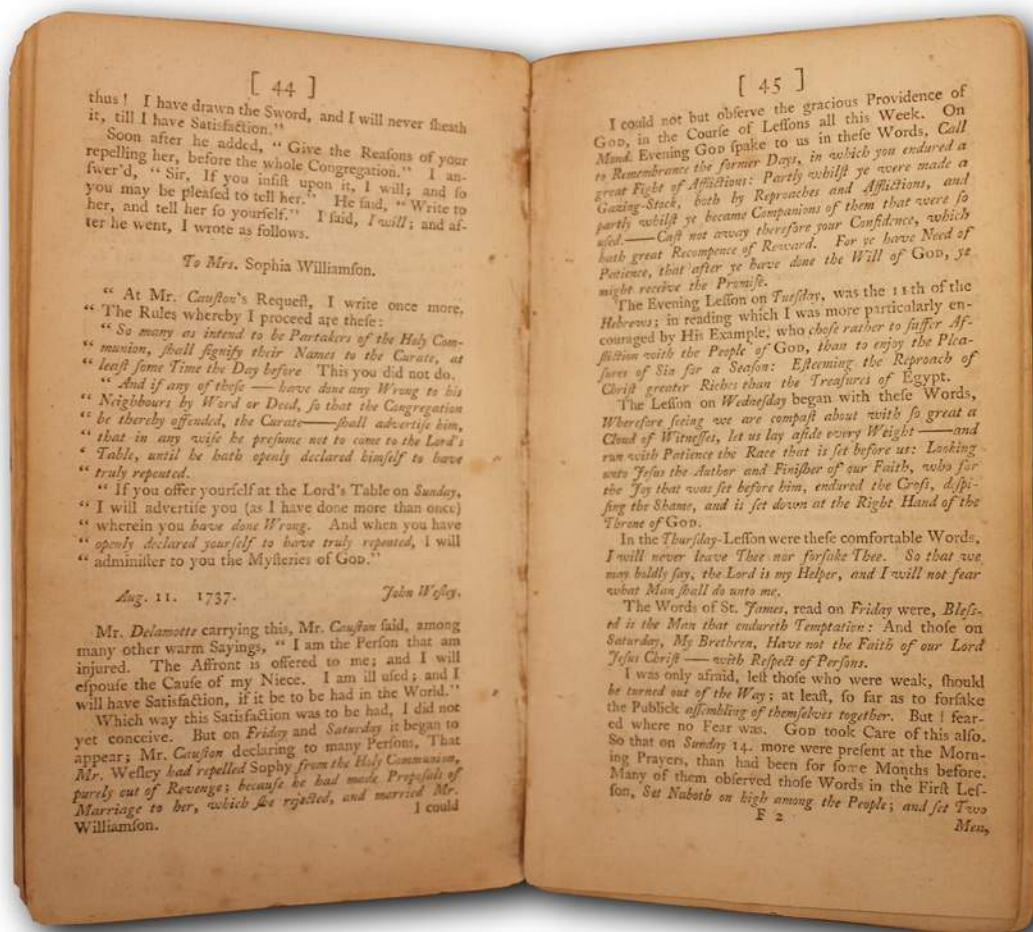 [ 44 ]
thus! I have drawn the Sword, and I will never ſheath
it, till I have Satisfaction."
Soon after he added, " Give the Reaſons of your
repelling her, before the whole Congregation." I an-
ſwer'd, " Sir, If you inſiſt upon it, I will; and ſo
you may be pleaſed to tell her." He ſaid, " Write to
her, and tell her ſo yourſelf." I ſaid, I will; and af-
ter he went, I wrote as follows.
To Mrs. Sophia Williamſon.
" At Mr. Cauſton's Requeſt, I write once more,
" The Rules whereby I proceed are theſe:
" So many as intend to be Partakers of the Holy Com-
" munion, ſhall ſignify their Names to the Curate, at
" leaſt ſome Time the Day before This you did not do.
" And if any of theſe — have done any Wrong to his
" Neighbours by Word or Deed, ſo that the Congregation
" be thereby offended, the Curate——ſhall advertiſe him,
" that in any wiſe he preſume not to come to the Lord's
' Table, until he hath openly declared himſelf to have
" truly repented.
" If you offer yourſelf at the Lord's Table on Sunday,
" I will advertiſe you (as I have done more than once)
" wherein you have done Wrong. And when you have
" openly declared yourſelf to have truly repented, I will
" adminiſter to you the Myſteries of GOD."
Aug. 11. 1737. John Weſley.
Mr. Delamotte carrying this, Mr. Cauſton ſaid, among
many other warm Sayings, " I am the Perſon that am
injured. The Affront is offered to me; and I will
eſpouſe the Cauſe of my Niece. I am ill uſed; and I
will have Satisfaction, if it be to be had in the World."
Which way this Satisfaction was to be had, I did not
yet conceive. But on Friday and Saturday it began to
appear; Mr. Cauſton declaring to many Perſons, That
Mr. Weſley had repelled Sophy from the Holy Communion,
purely out of Revenge; becauſe he had made Propoſals of
Marriage to her, which ſhe rejected, and married Mr.
Williamſon.
I could
[ 45 ]
I could not but obſerve the gracious Providence of
GOD, in the Courſe of Leſſons all this Week. On
Mond. Evening GOD ſpake to us in theſe Words, Call
to Remembrance the former Days, in which you endured a
great Fight of Afflictions: Partly whilſt ye were made a
Gazing-Stock, both by Reproaches and Afflictions, and
partly whilſt ye became Companions of them that were ſo
uſed.——Caſt not away therefore your Confidence, which
hath great Recompence of Reward. For ye have Need of
Patience, that after ye have done the Will of GOD, ye
might receive the Promiſe.
The Evening Leſſon on Tueſday, was the 11th of the
Hebrews; in reading which I was more particularly en-
couraged by His Example, who choſe rather to ſuffer Af-
fliction with the People of GOD, than to enjoy the Plea-
ſures of Sin for a Seaſon: Eſteeming the Reproach of
Chriſt greater Riches than the Treaſures of Egypt.
The Leſſon on Wedneſday began with theſe Words,
Wherefore ſeeing we are compaſt about with ſo great a
Cloud of Witneſſes, let us lay aſide every Weight ——and
run with Patience the Race that is ſet before us: Looking
unto Jeſus the Author and Finiſher of our Faith, who for
the Joy that was ſet before him, endured the Croſs, deſpi-
ſing the Shame, and is ſet down at the Right Hand of the
Throne of GOD.
In the Thurſday-Leſſon were theſe comfortable Words,
I will never leave Thee nor forſake Thee. So that we
may boldly ſay, the Lord is my Helper, and I will not fear
what Man ſhall do unto me.
The Words of St. James, read on Friday were, Bleſſ-
ed is the Man that endureth Temptation: And thoſe on
Saturday, My Brethren, Have not the Faith of our Lord
Jeſus Chriſt — with Reſpect of Perſons.
I was only afraid, leſt thoſe who were weak, ſhould
be turned out of the Way; at leaſt, ſo far as to forſake
the Publick aſſembling of themſelves together. But I fear-
ed where no Fear was. GOD took Care of this alſo.
So that on Sunday 14. more were preſent at the Morn-
ing Prayers, than had been for ſome Months before.
Many of them obſerved thoſe Words in the Firſt Leſ-
ſon, Set Naboth on high among the People; and ſet Two
F 2
Men,